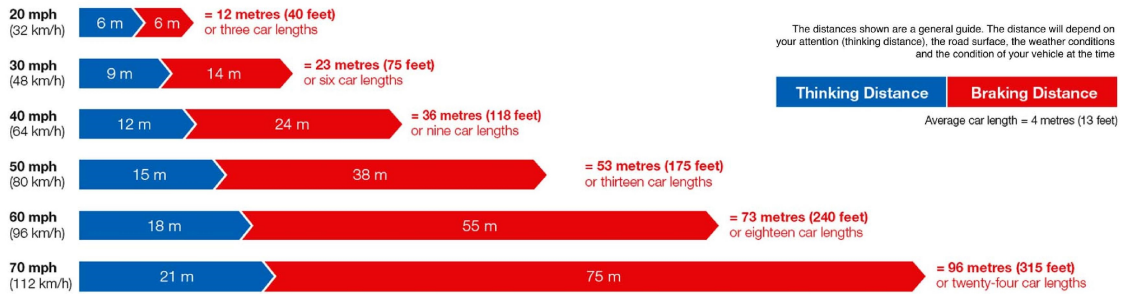 20 mph
(32 km/h)
6 m
6 m
= 12 metres (40 feet)
or three car lengths
The distances shown are a general guide. The distance will depend on
your attention (thinking distance), the road surface, the weather conditions
and the condition of your vehicle at the time
30 mph
(48 km/h)
9 m
14 m
= 23 metres (75 feet)
or six car lengths
Thinking Distance
Braking Distance
Average car length = 4 metres (13 feet)
40 mph
(64 km/h)
12 m
24 m
= 36 metres (118 feet)
or nine car lengths
50 mph
(80 km/h)
15 m
38 m
= 53 metres (175 feet)
or thirteen car lengths
60 mph
(96 km/h)
18 m
55 m
= 73 metres (240 feet)
or eighteen car lengths
70 mph
(112 km/h)
21 m
75 m
= 96 metres (315 feet)
or twenty-four car lengths